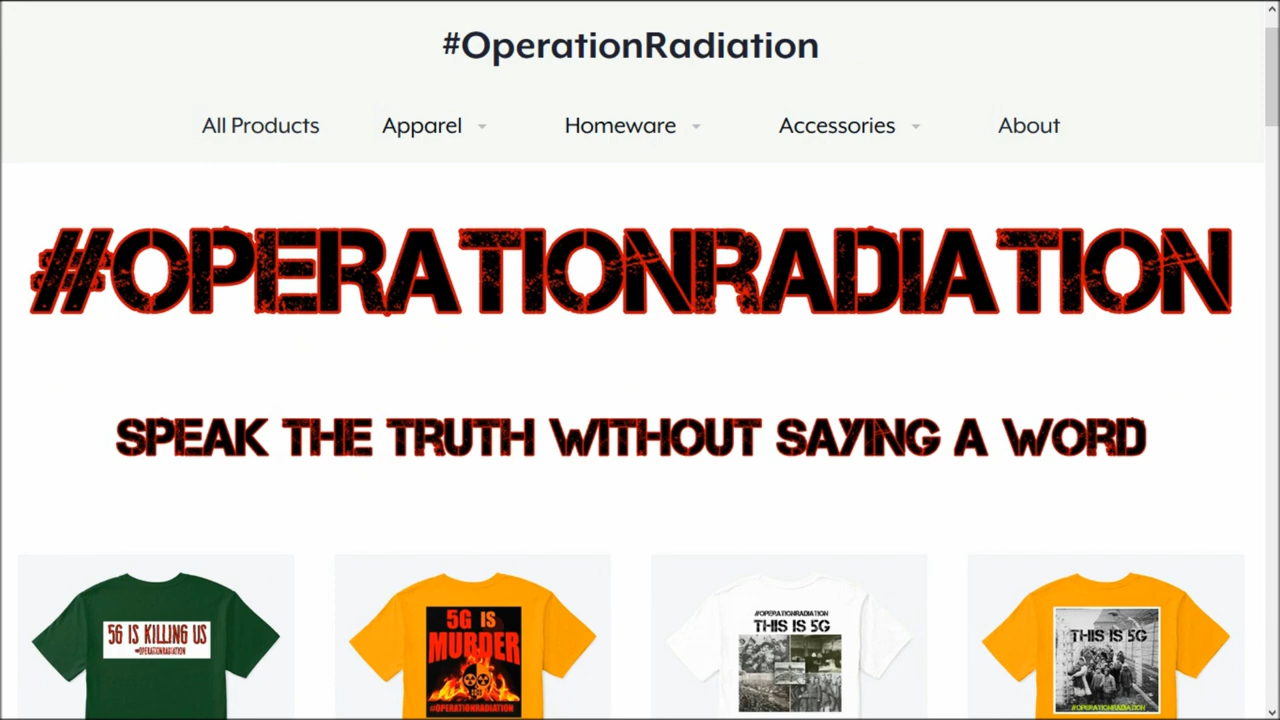 #OperationRadiation
All Products Apparel Homeware Accessories About
#OPERATIONRADIATION
SPEAK THE TRUTH WITHOUT SAYING A WORD
5G IS KILLING US
#OPERATIONRADIATION
5G IS
MURDER
#OPERATIONRADIATION
#OPERATIONRADIATION
THIS IS 5G
THIS IS 5G
#OPERATIONRADIATION